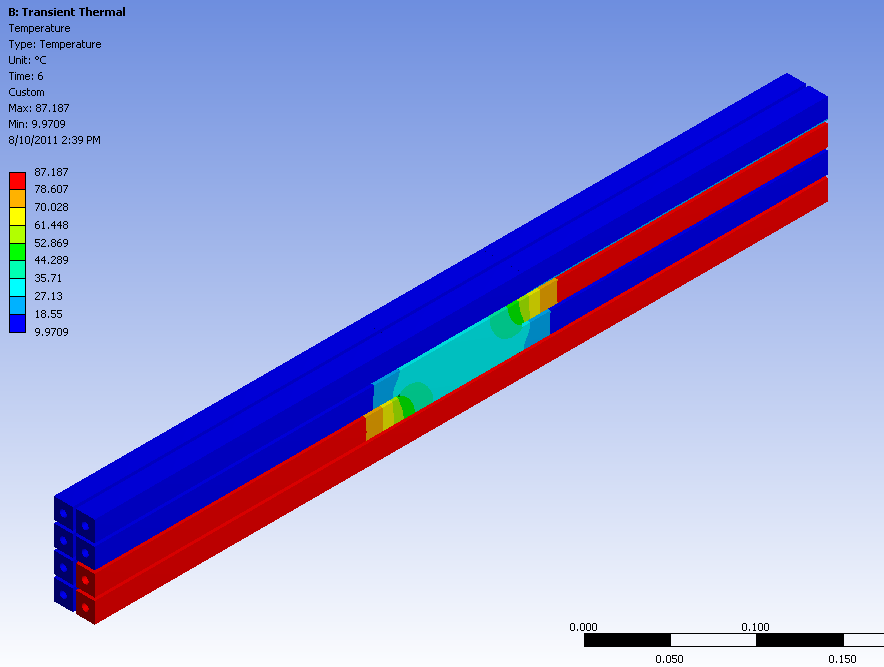 B: Transient Thermal
Temperature
Type: Temperature
Unit: °C
Time: 6
Custom
Max: 87.187
Min: 9.9709
8/10/2011 2:39 PM
87.187
78.607
70.028
61.448
52.869
44.289
35.71
27.13
18.55
9.9709
0.000 0.100
0.050 0.150